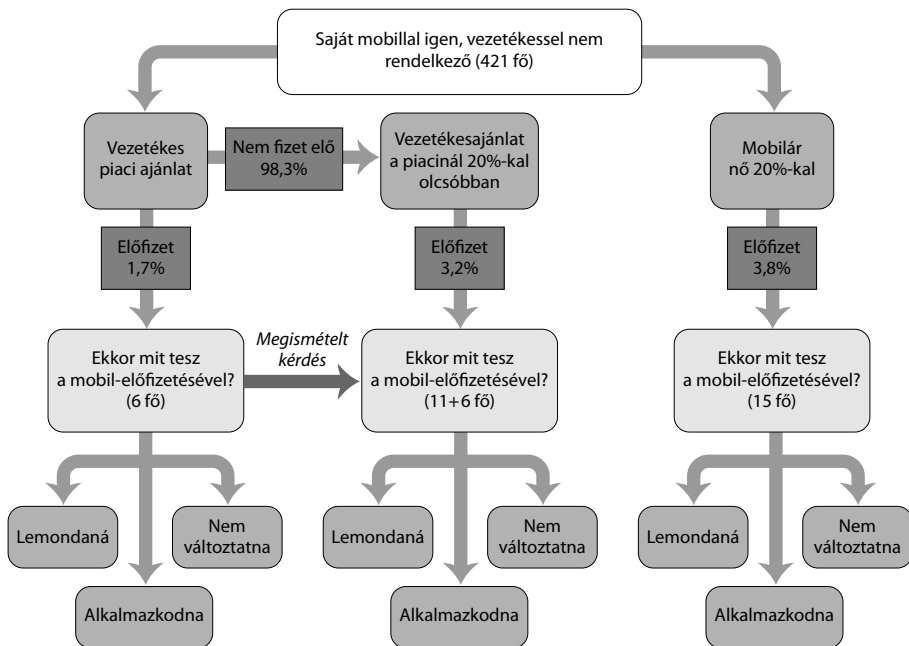 Saját mobillal igen, vezetékessel nem
rendelkező (421 fő)
Vezetékes
piaci ajánlat
Nem fizet elő
98,3%
Vezetékesajánlat
a piacinál 20%-kal
olcsóbban
Mobilár
nő 20%-kal
Előfizet
1,7%
Előfizet
3,2%
Előfizet
3,8%
Ekkor mit tesz
a mobil-előfizetésével?
(6 fő)
Megismételt
kérdés
Ekkor mit tesz
a mobil-előfizetésével?
(11+6 fő)
Ekkor mit tesz
a mobil-előfizetésével?
(15 fő)
Lemondaná
Nem
változtatna
Lemondaná
Nem
változtatna
Lemondaná
Nem
változtatna
Alkalmazkodna
Alkalmazkodna
Alkalmazkodna